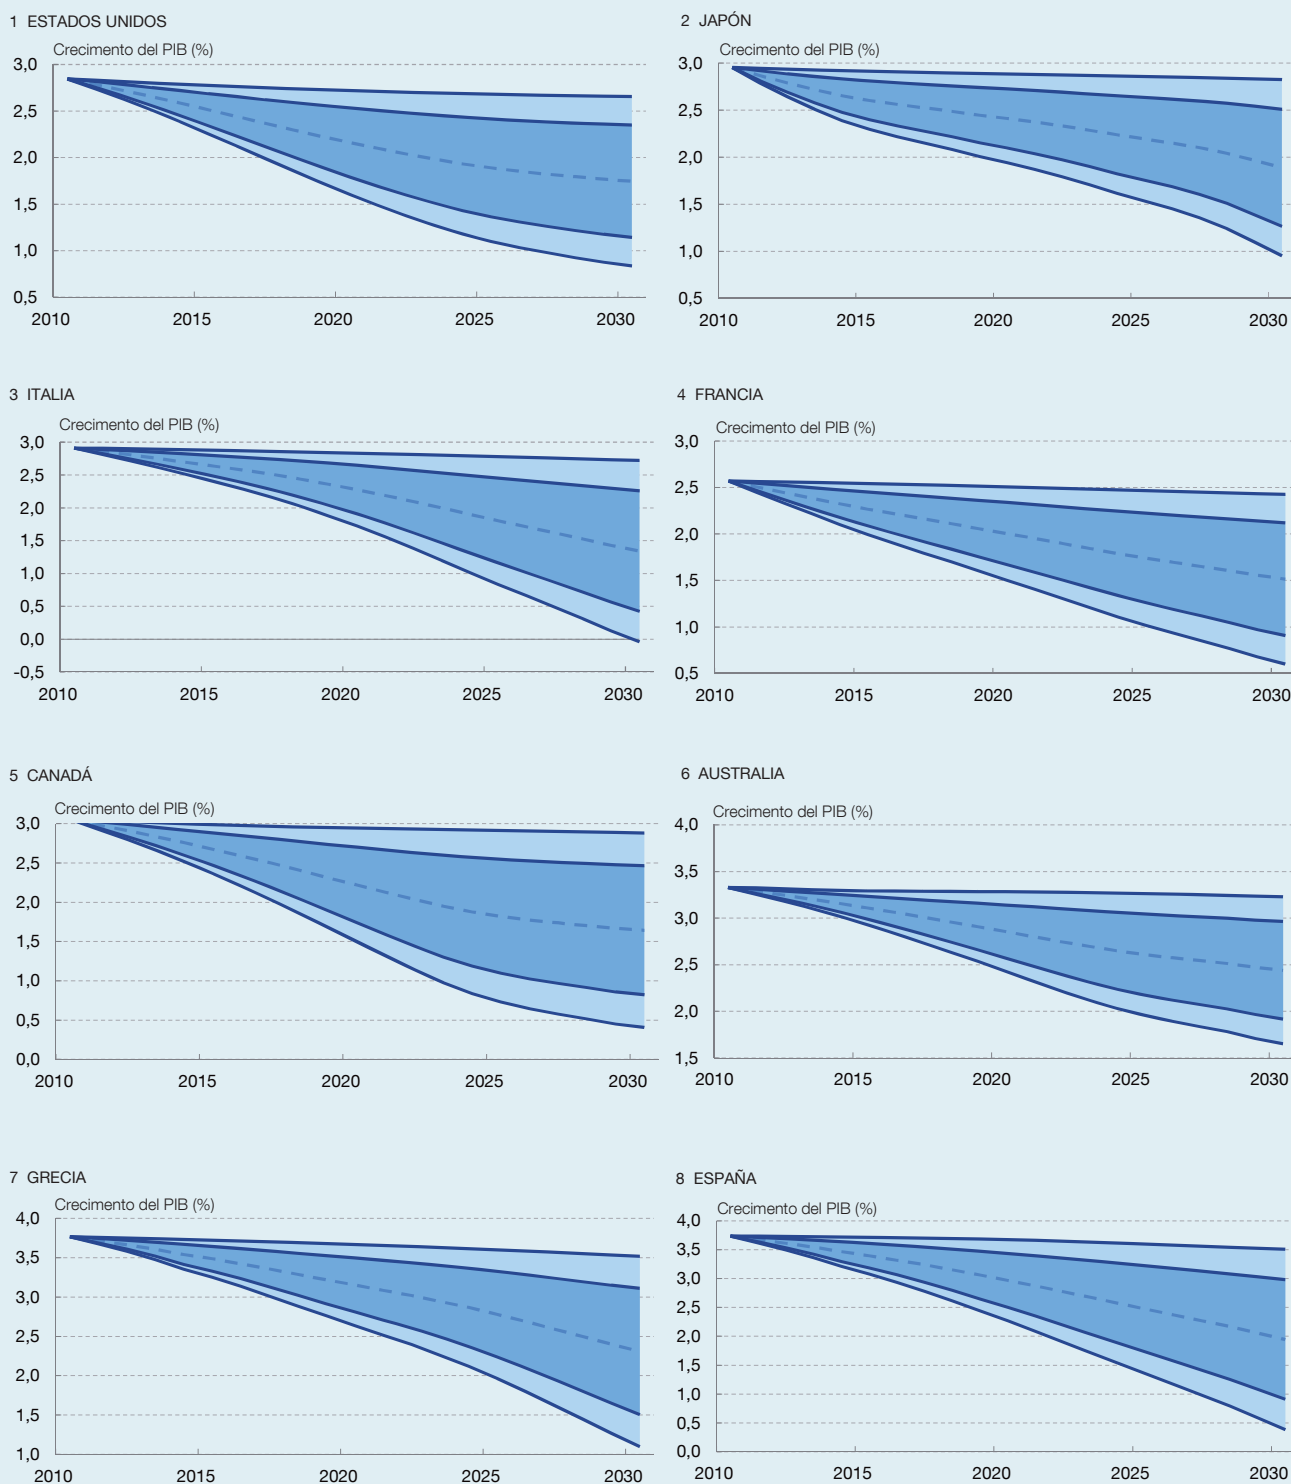 1 ESTADOS UNIDOS
Crecimento del PIB (%)
3,0
2,5
2,0
1,5
1,0
0,5
2010 2015 2020 2025 2030
2 JAPÓN
Crecimento del PIB (%)
3,0
2,5
2,0
1,5
1,0
0,5
2010 2015 2020 2025 2030
3 ITALIA
Crecimento del PIB (%)
3,0
2,5
2,0
1,5
1,0
0,5
0,0
-0,5
2010 2015 2020 2025 2030
4 FRANCIA
Crecimento del PIB (%)
3,0
2,5
2,0
1,5
1,0
0,5
2010 2015 2020 2025 2030
5 CANADÁ
Crecimento del PIB (%)
3,0
2,5
2,0
1,5
1,0
0,5
0,0
2010 2015 2020 2025 2030
6 AUSTRALIA
Crecimento del PIB (%)
4,0
3,5
3,0
2,5
2,0
1,5
2010 2015 2020 2025 2030
7 GRECIA
Crecimento del PIB (%)
4,0
3,5
3,0
2,5
2,0
1,5
1,0
2010 2015 2020 2025 2030
8 ESPAÑA
Crecimento del PIB (%)
4,0
3,5
3,0
2,5
2,0
1,5
1,0
0,5
0,0
2010 2015 2020 2025 2030